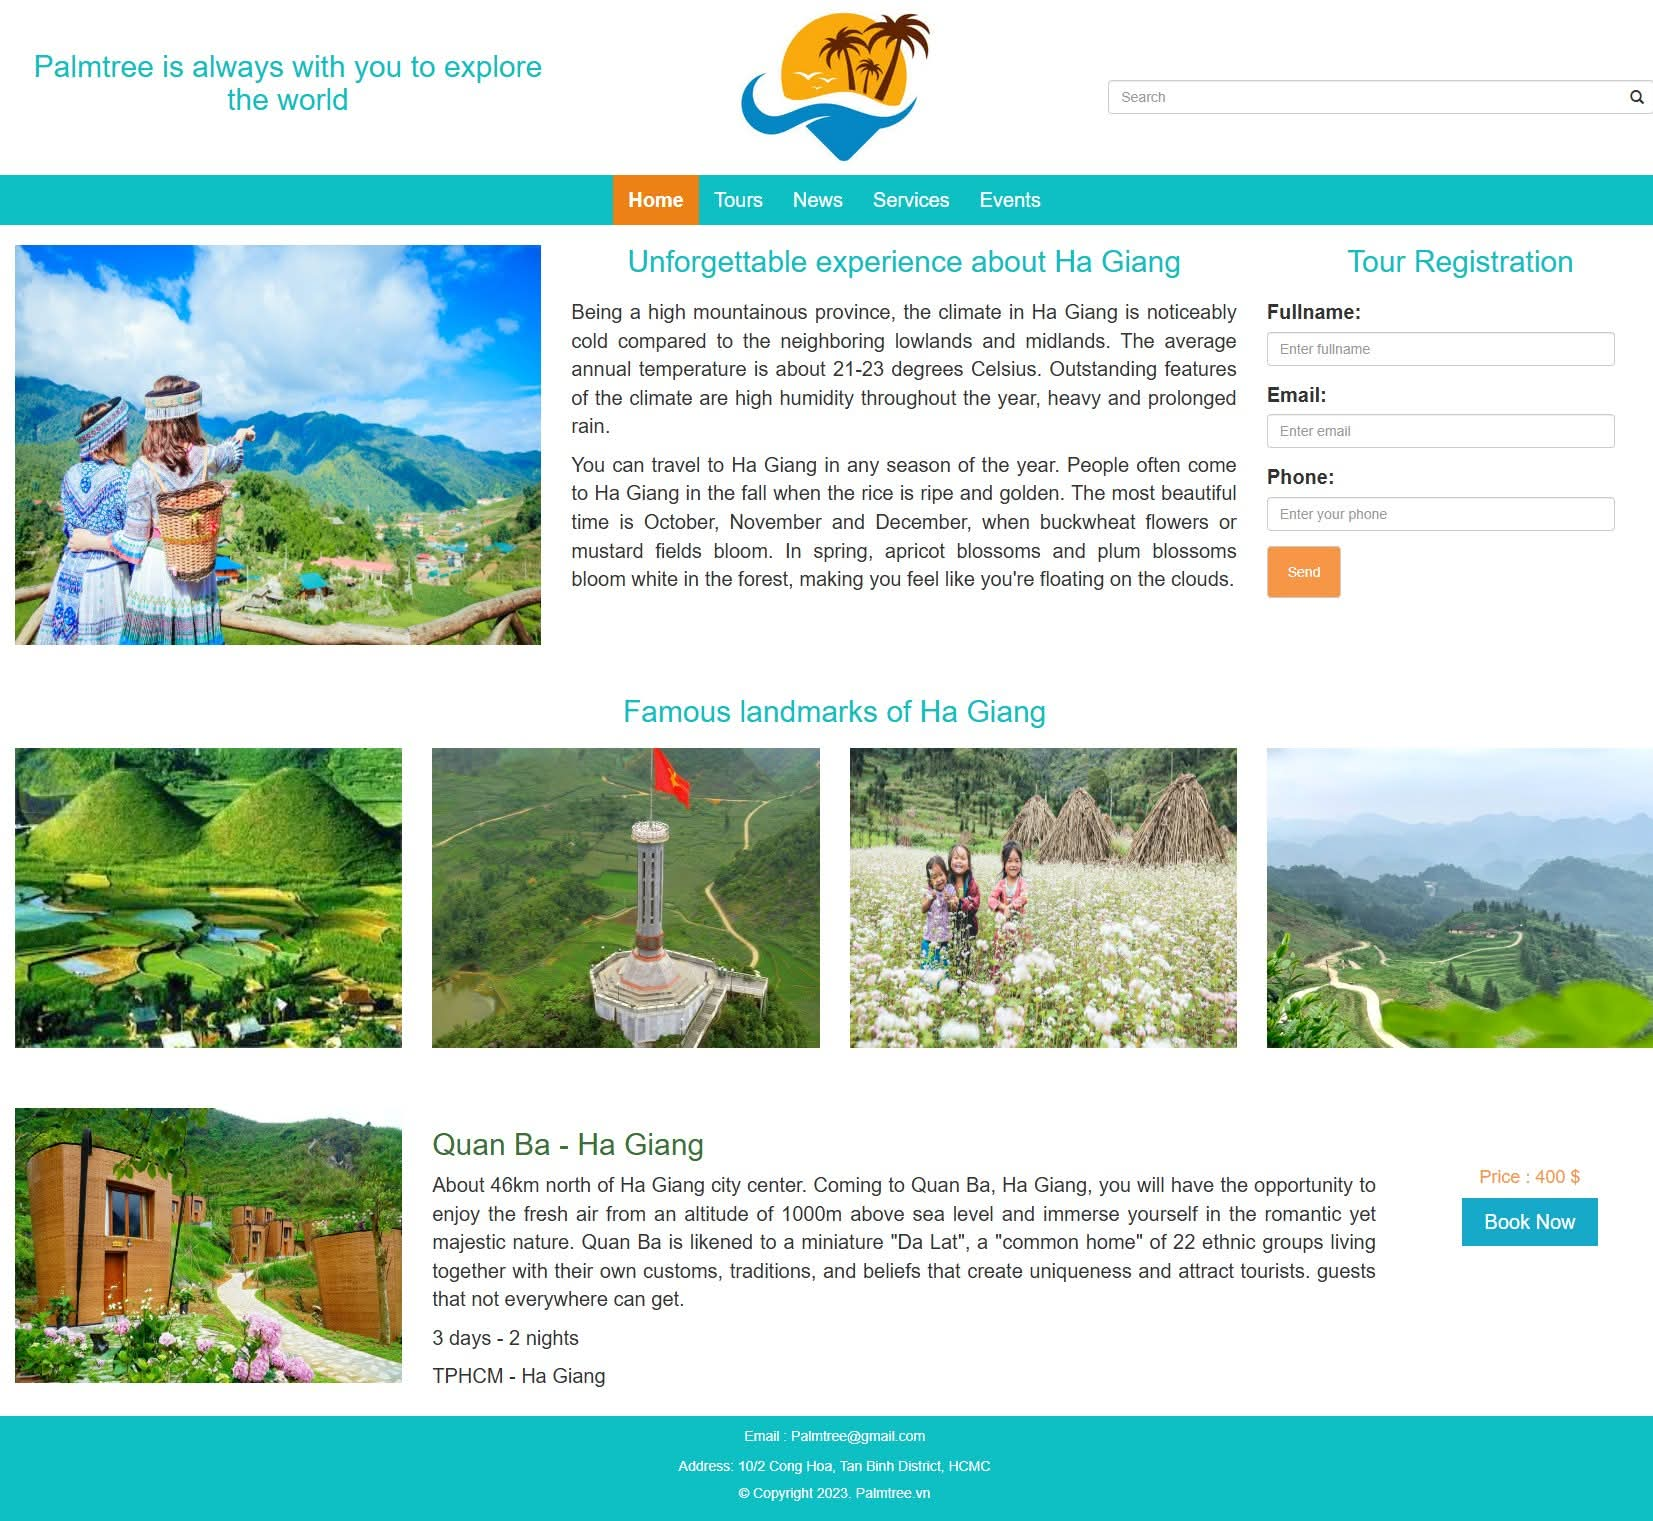 Palmtree is always with you to explore
the world
Search
Home Tours News Services Events
Unforgettable experience about Ha Giang
Being a high mountainous province, the climate in Ha Giang is noticeably
cold compared to the neighboring lowlands and midlands. The average
annual temperature is about 21-23 degrees Celsius. Outstanding features
of the climate are high humidity throughout the year, heavy and prolonged
rain.
You can travel to Ha Giang in any season of the year. People often come
to Ha Giang in the fall when the rice is ripe and golden. The most beautiful
time is October, November and December, when buckwheat flowers or
mustard fields bloom. In spring, apricot blossoms and plum blossoms
bloom white in the forest, making you feel like you're floating on the clouds.
Tour Registration
Fullname:
Enter fullname
Email:
Enter email
Phone:
Enter your phone
Send
Famous landmarks of Ha Giang
Quan Ba - Ha Giang
About 46km north of Ha Giang city center. Coming to Quan Ba, Ha Giang, you will have the opportunity to
enjoy the fresh air from an altitude of 1000m above sea level and immerse yourself in the romantic yet
majestic nature. Quan Ba is likened to a miniature "Da Lat", a "common home" of 22 ethnic groups living
together with their own customs, traditions, and beliefs that create uniqueness and attract tourists. guests
that not everywhere can get.
3 days - 2 nights
TPHCM - Ha Giang
Price : 400 $
Book Now
Email : Palmtree@gmail.com
Address: 10/2 Cong Hoa, Tan Binh District, HCMC
© Copyright 2023. Palmtree.vn